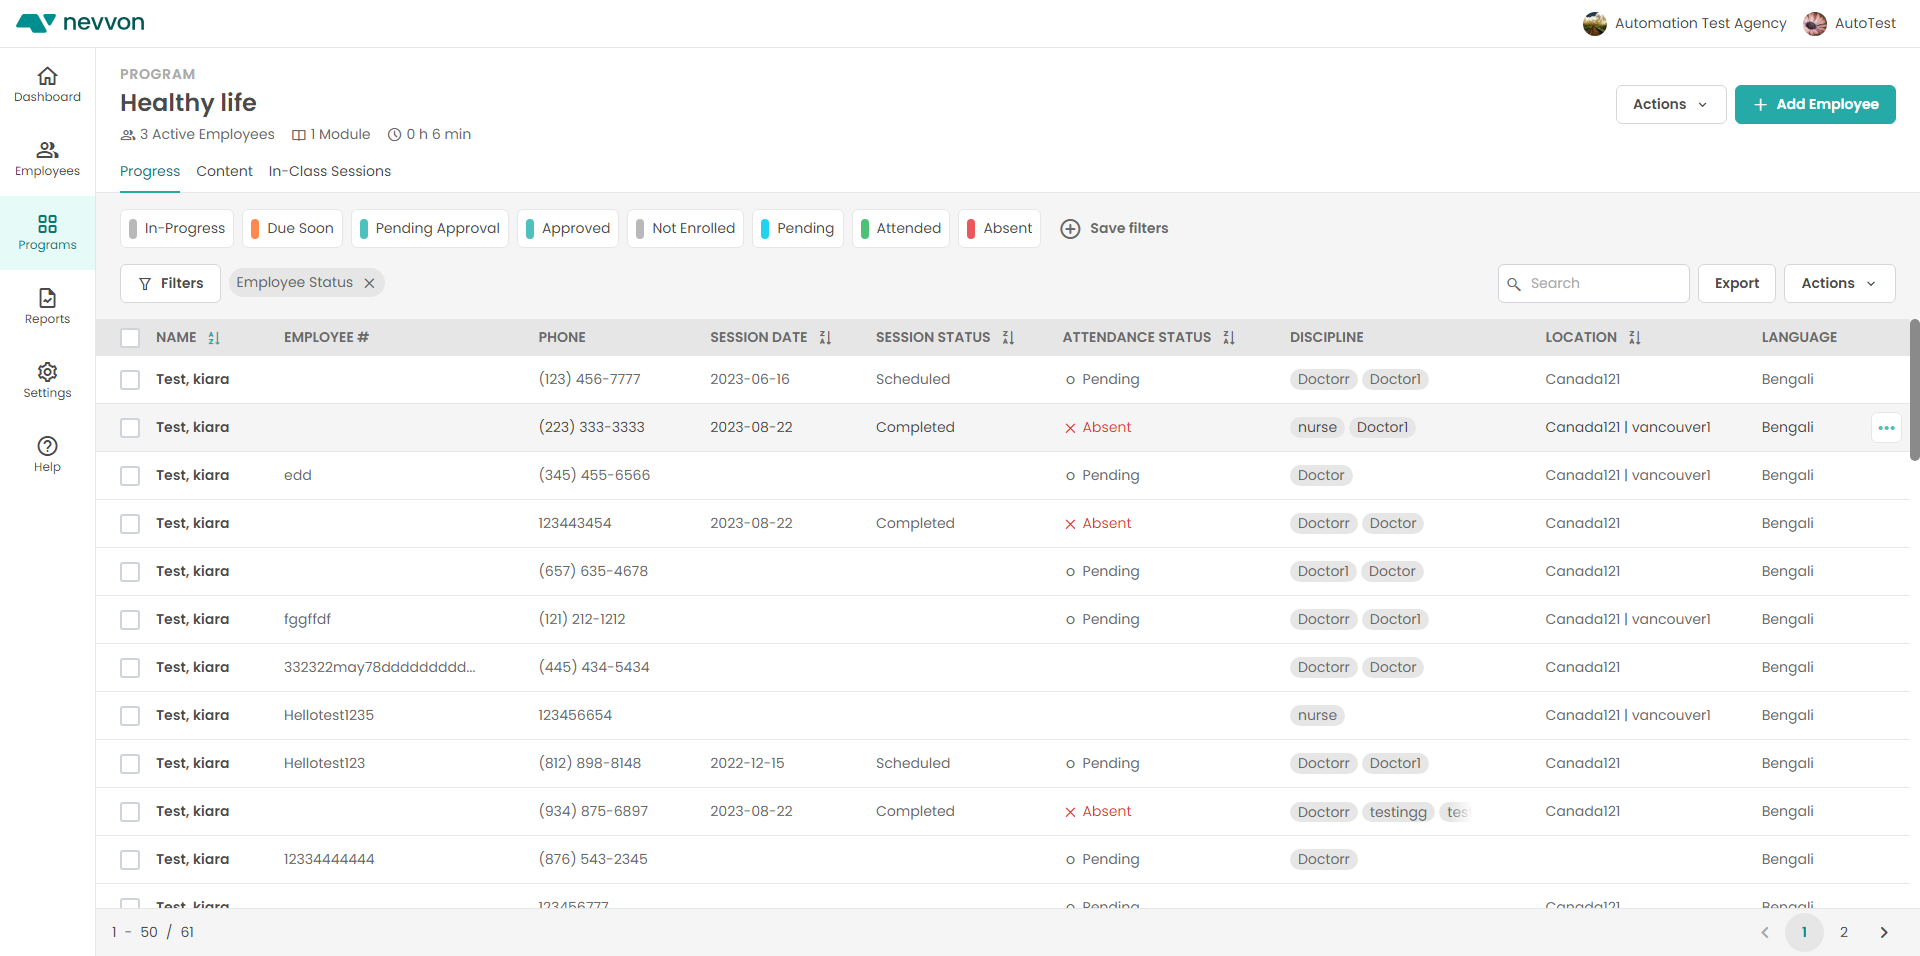 nevvon
Automation Test Agency AutoTest
Dashboard
Employees
Programs
Reports
Settings
Help
PROGRAM
Healthy life
3 Active Employees 1 Module 0 h 6 min
Actions + Add Employee
Progress Content In-Class Sessions
In-Progress Due Soon Pending Approval Approved Not Enrolled Pending Attended Absent Save filters
Filters Employee Status Search Export Actions
NAME EMPLOYEE # PHONE SESSION DATE SESSION STATUS ATTENDANCE STATUS DISCIPLINE LOCATION LANGUAGE
Test, kiara (123) 456-7777 2023-06-16 Scheduled Pending Doctorr Doctor1 Canada121 Bengali
Test, kiara (223) 333-3333 2023-08-22 Completed Absent nurse Doctor1 Canada121 | vancouver1 Bengali
Test, kiara edd (345) 455-6566 Pending Doctor Canada121 | vancouver1 Bengali
Test, kiara 123443454 2023-08-22 Completed Absent Doctorr Doctor Canada121 Bengali
Test, kiara (657) 635-4678 Pending Doctor1 Doctor Canada121 Bengali
Test, kiara fggffdf (121) 212-1212 Pending Doctorr Doctor1 Canada121 | vancouver1 Bengali
Test, kiara 332322may78ddddddddd... (445) 434-5434 Doctorr Doctor Canada121 Bengali
Test, kiara Hellotest1235 123456654 nurse Canada121 | vancouver1 Bengali
Test, kiara Hellotest123 (812) 898-8148 2022-12-15 Scheduled Pending Doctorr Doctor1 Canada121 Bengali
Test, kiara (934) 875-6897 2023-08-22 Completed Absent Doctorr testingg tes Canada121 Bengali
Test, kiara 12334444444 (876) 543-2345 Pending Doctorr Bengali
Test, kiara 123456777 Pending Canada121 Bengali
1 - 50 / 61 1 2